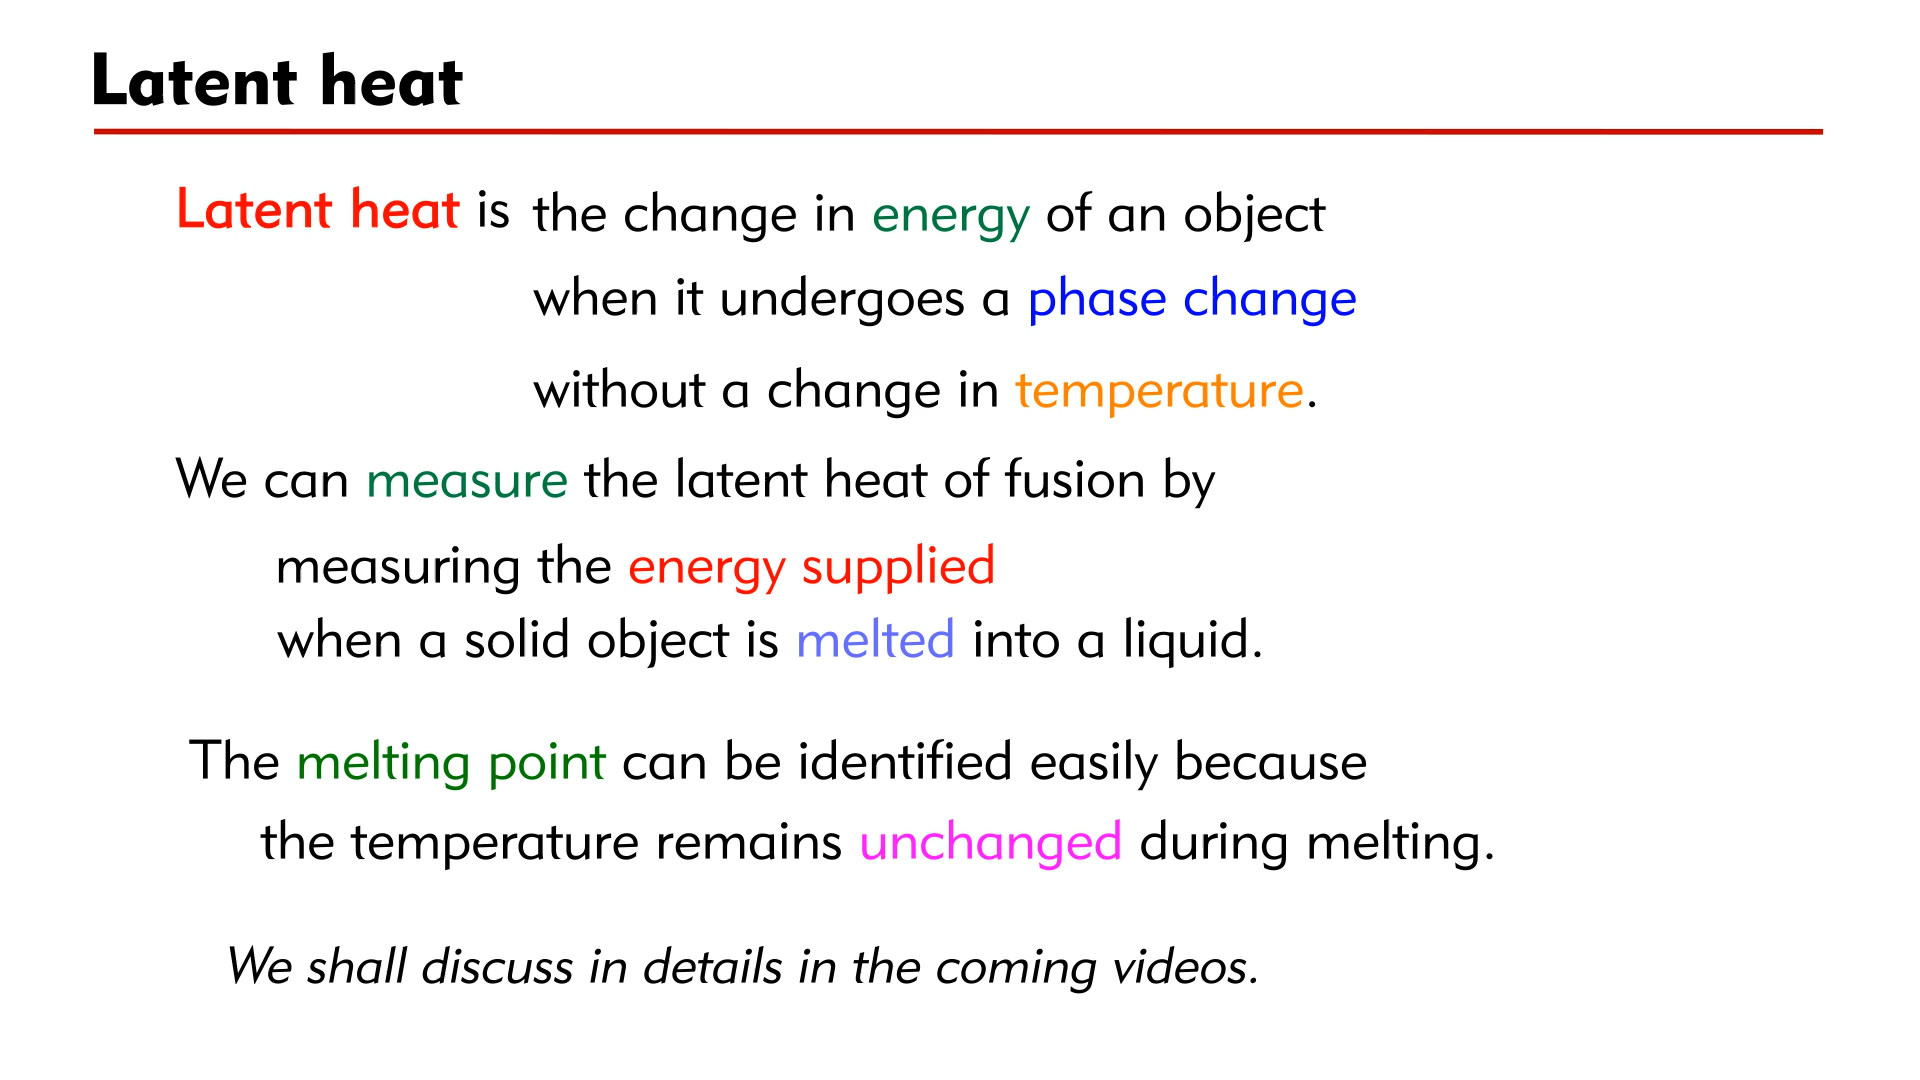 Latent heat
Latent heat is the change in energy of an object
when it undergoes a phase change
without a change in temperature.
We can measure the latent heat of fusion by
measuring the energy supplied
when a solid object is melted into a liquid.
The melting point can be identified easily because
the temperature remains unchanged during melting.
We shall discuss in details in the coming videos.